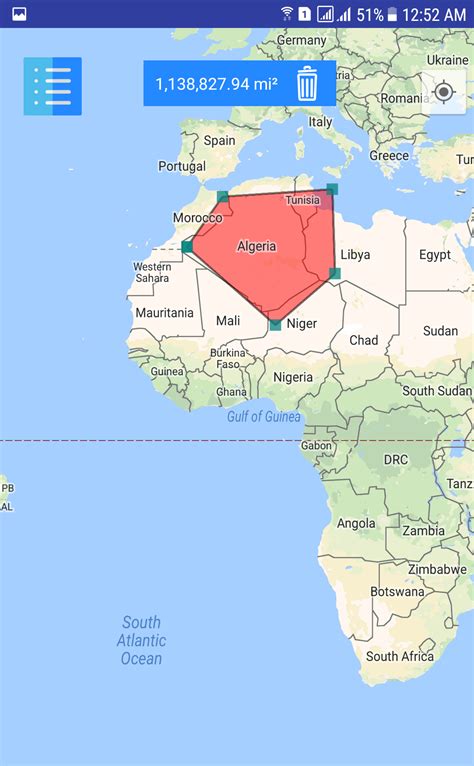 1 51% 12:52 AM
1,138,827.94 mi²
Germany
Ukraine
Romania
Italy
Spain
Greece
Tur
Portugal
Tunisia
Morocco
Algeria
Libya
Egypt
Western
Sahara
Mauritania
Mali
Niger
Chad
Sudan
Burkina
Faso
Guinea
Nigeria
Ghana
South Sudan
Gulf of Guinea
Gabon
DRC
PB
AL
Tanz
Angola
Zambia
Zimbabwe
Botswana
South
Atlantic
Ocean
South Africa